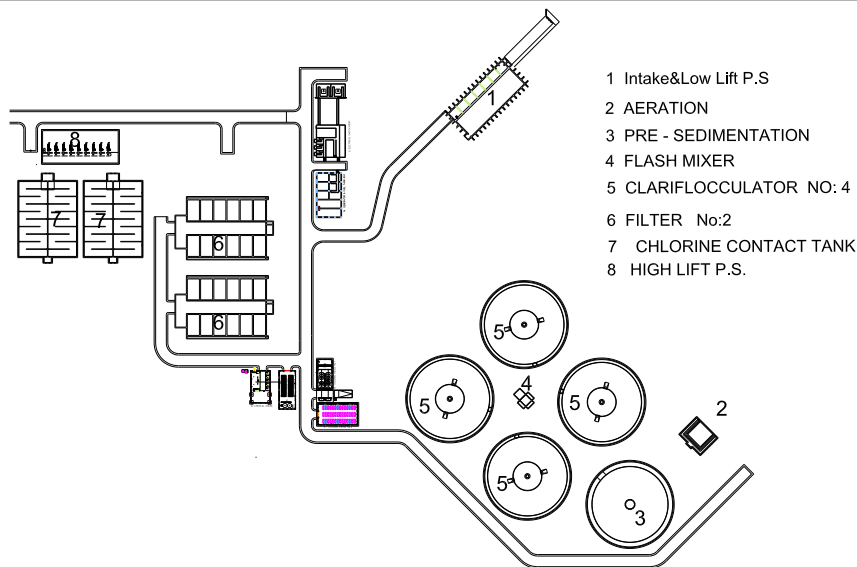 1 Intake&Low Lift P.S
2 AERATION
3 PRE - SEDIMENTATION
4 FLASH MIXER
5 CLARIFLOCCULATOR NO: 4
6 FILTER No:2
7 CHLORINE CONTACT TANK
8 HIGH LIFT P.S.
1
8
7 7
6
6
5
5
4
5
2
5
3